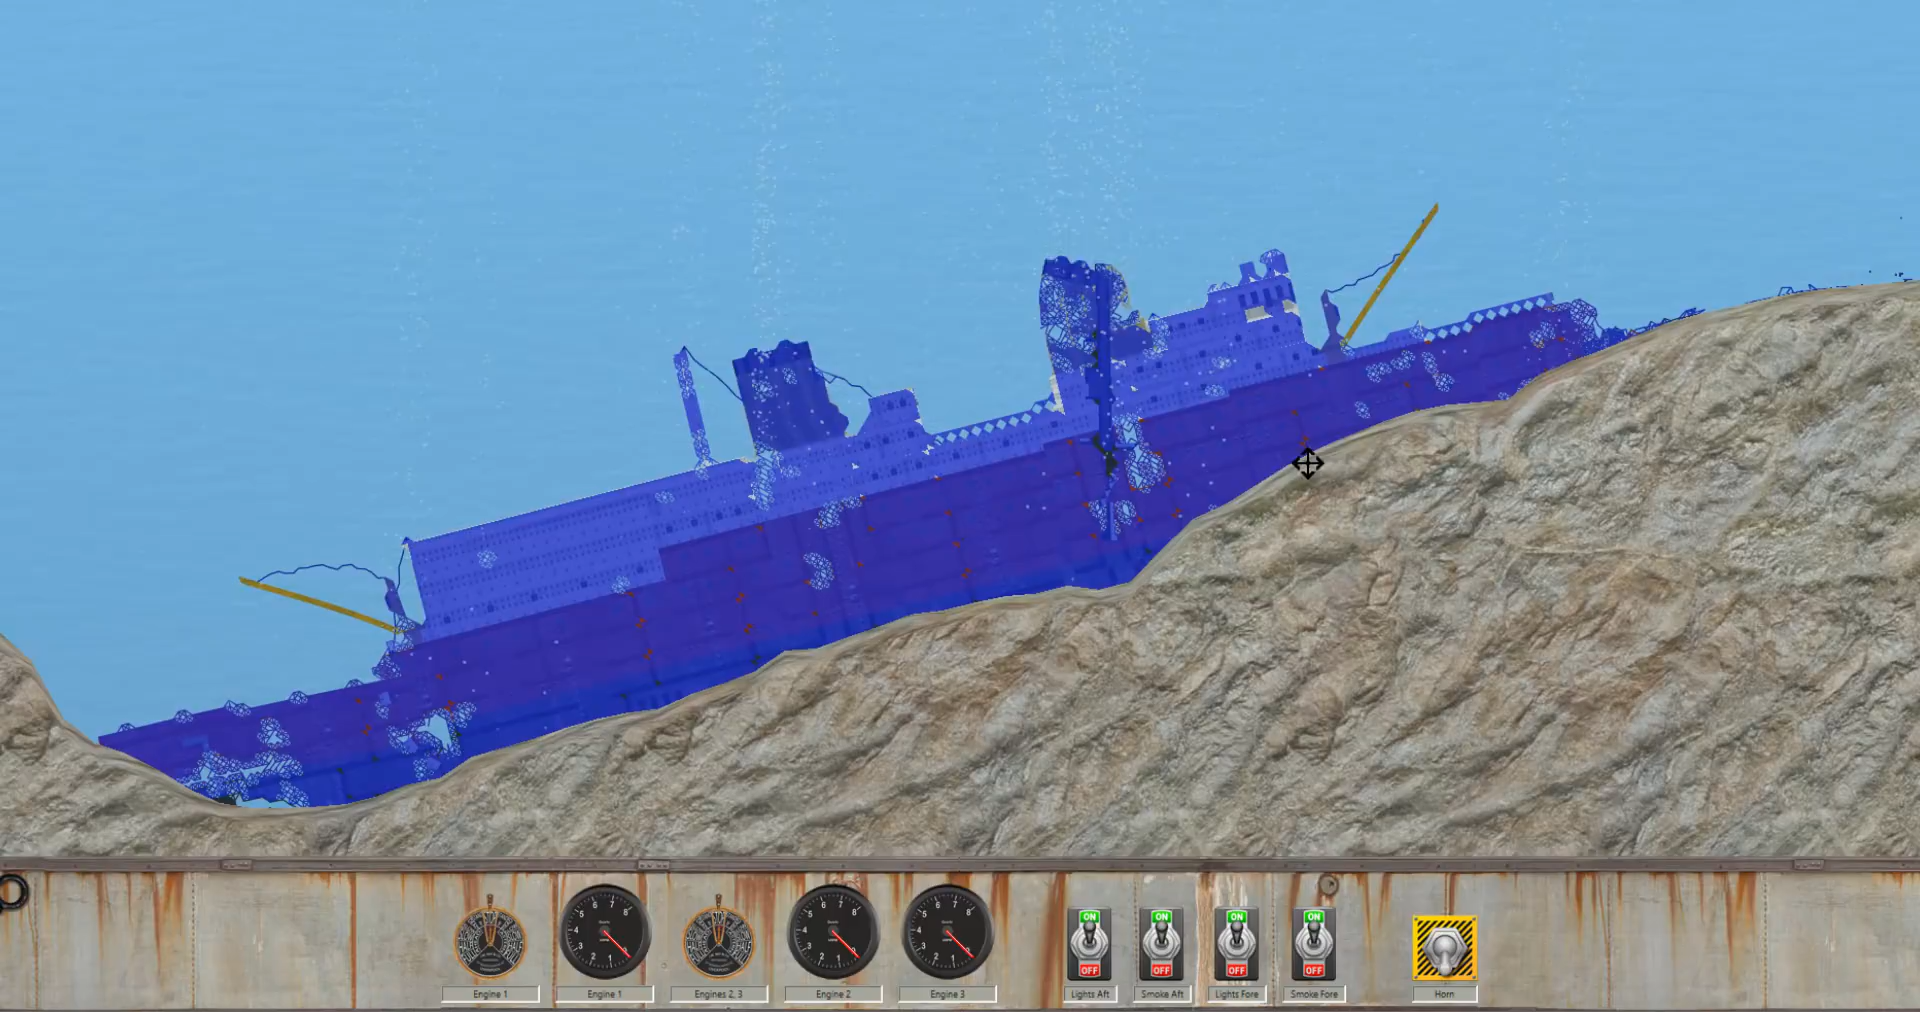 ON
ON
ON
ON
OFF
OFF
OFF
OFF
Engine 1
Engine 1
Engines 2, 3
Engine 2
Engine 3
Lights Aft
Smoke Aft
Lights Fore
Smoke Fore
Horn